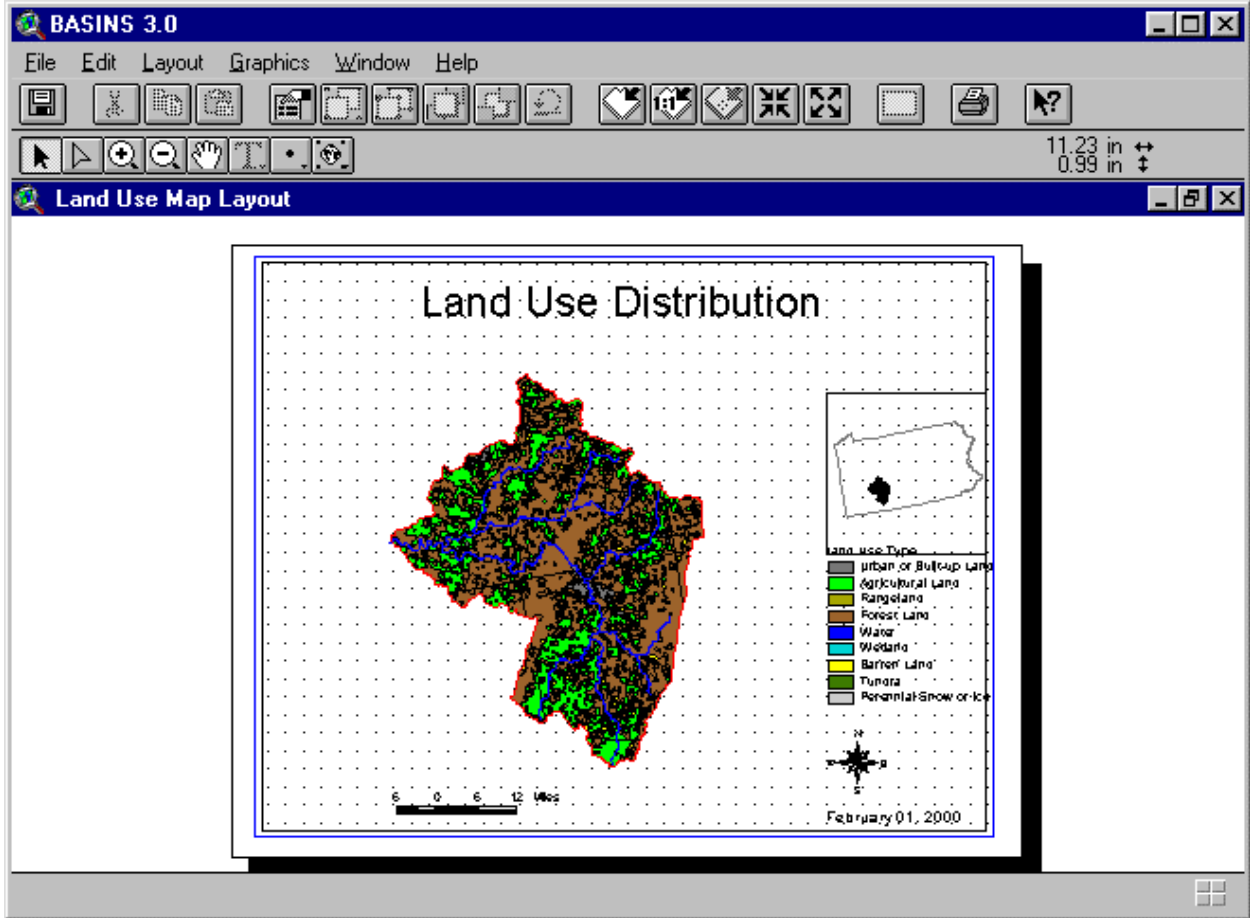 BASINS 3.0
File Edit Layout Graphics Window Help
1:1
?
11.23 in
0.99 in
T
Land Use Map Layout
Land Use Distribution
Land Use Type
Urban or Built-up Land
Agricultural Land
Rangeland
Forest Land
Water
Wetland
Barren Land
Tundra
Perennial Snow or Ice
N
S
6 0 6 12 Miles
February 01, 2000